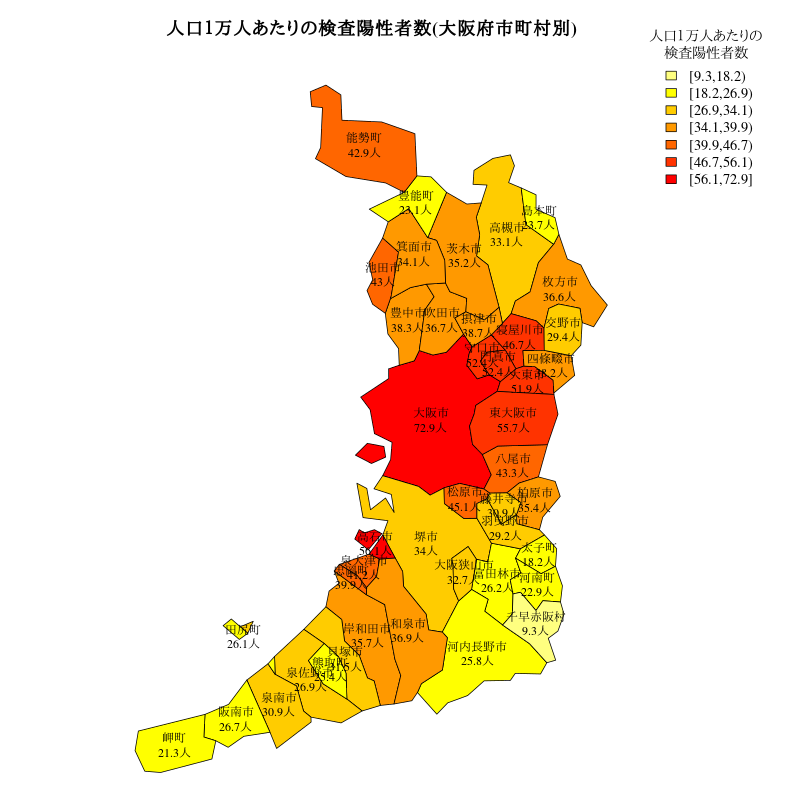 人口1万人あたりの検査陽性者数(大阪府市町村別)
人口1万人あたりの
検査陽性者数
[9.3,18.2)
[18.2,26.9)
[26.9,34.1)
[34.1,39.9)
[39.9,46.7)
[46.7,56.1)
[56.1,72.9]
能勢町
42.9人
豊能町
23.1人
島本町
23.7人
高槻市
33.1人
箕面市
34.1人
茨木市
35.2人
池田市
43人
枚方市
36.6人
豊中市
38.3人
吹田市
36.7人
摂津市
38.7人
交野市
29.4人
寝屋川市
46.7人
守口市
52.4人
門真市
52.4人
四條畷市
38.2人
大東市
51.9人
大阪市
72.9人
東大阪市
55.7人
八尾市
43.3人
松原市
45.1人
藤井寺市
30.9人
柏原市
35.4人
羽曳野市
29.2人
高石市
56.1人
堺市
34人
太子町
18.2人
泉大津市
41.2人
忠岡町
39.9人
大阪狭山市
32.7人
富田林市
26.2人
河南町
22.9人
千早赤阪村
9.3人
田尻町
26.1人
岸和田市
35.7人
和泉市
36.9人
河内長野市
25.8人
貝塚市
31.5人
熊取町
25.4人
泉佐野市
26.9人
泉南市
30.9人
阪南市
26.7人
岬町
21.3人